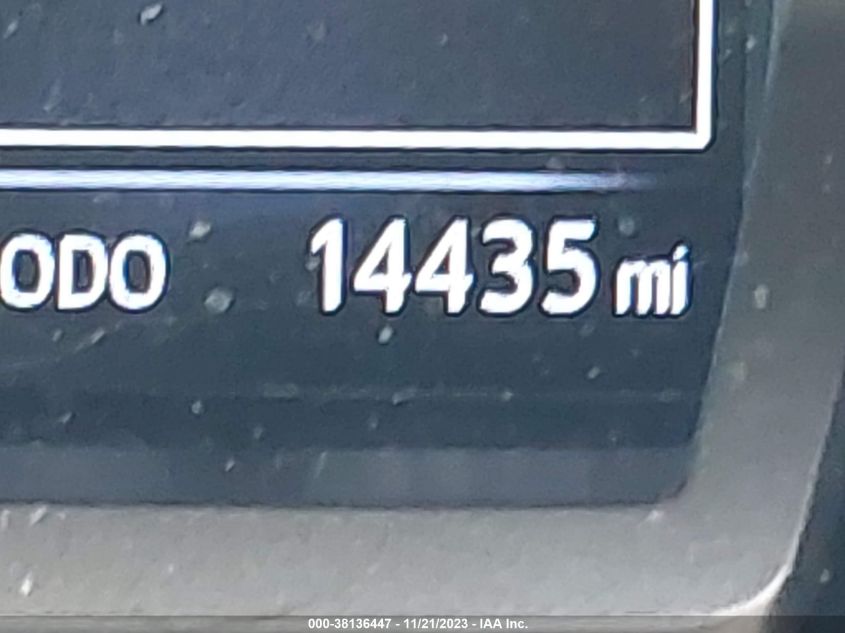 ODO 14435 mi
000-38136447 - 11/21/2023 - IAA Inc.